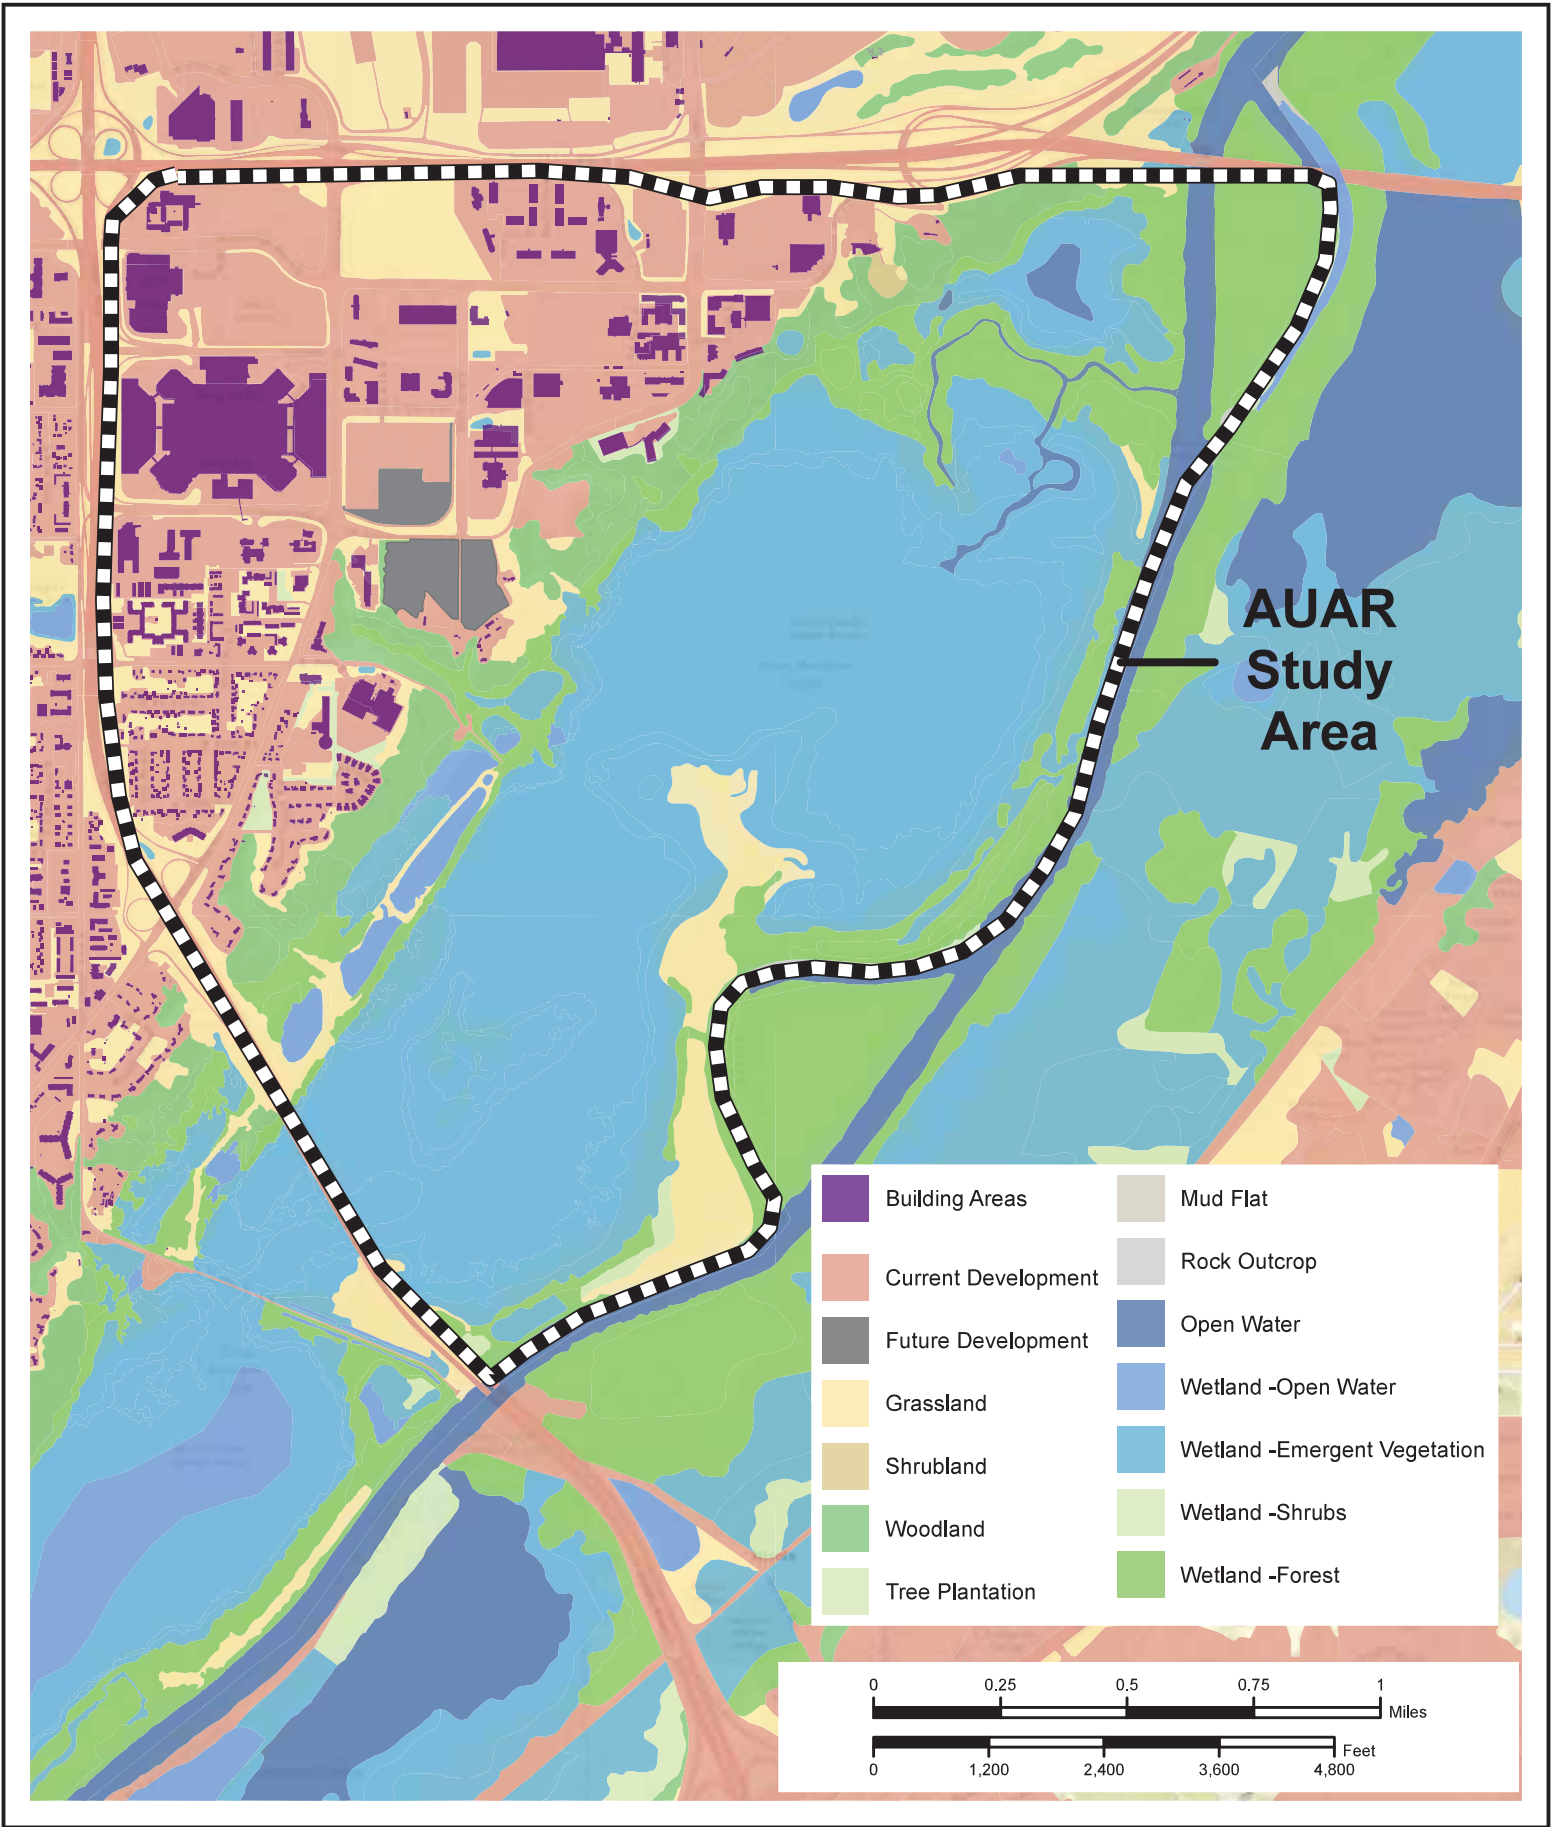 AUAR
Study
Area
Building Areas
Current Development
Future Development
Grassland
Shrubland
Woodland
Tree Plantation
Mud Flat
Rock Outcrop
Open Water
Wetland -Open Water
Wetland -Emergent Vegetation
Wetland -Shrubs
Wetland -Forest
0 0.25 0.5 0.75 1
Miles
Feet
0 1,200 2,400 3,600 4,800